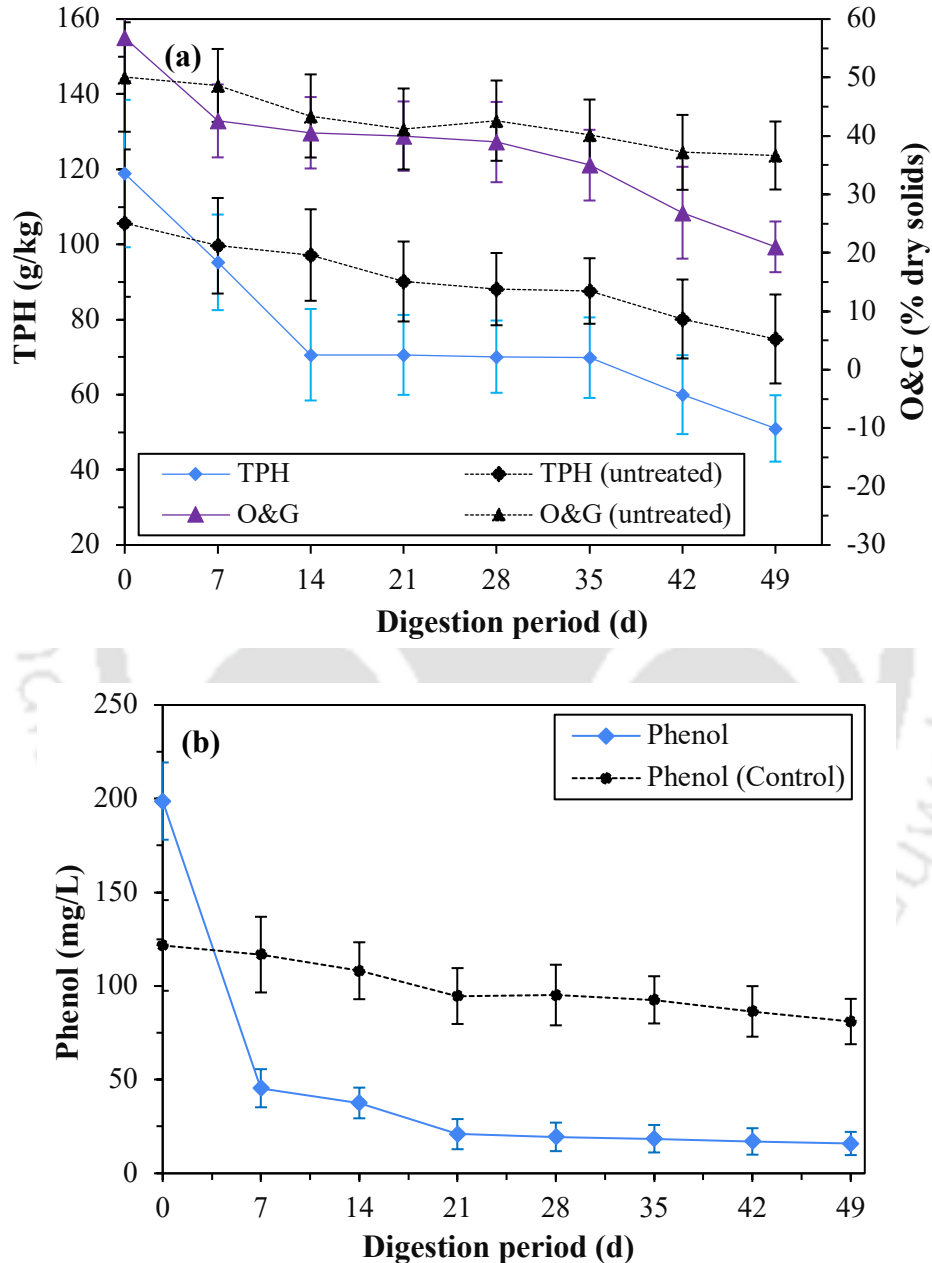 (a)
160
140
120
100
80
60
40
20
TPH (g/kg)
60
50
40
30
20
10
0
-10
-20
-30
O&G (% dry solids)
TPH
TPH (untreated)
O&G
O&G (untreated)
0 7 14 21 28 35 42 49
Digestion period (d)
(b)
250
200
150
100
50
0
Phenol (mg/L)
Phenol
Phenol (Control)
0 7 14 21 28 35 42 49
Digestion period (d)